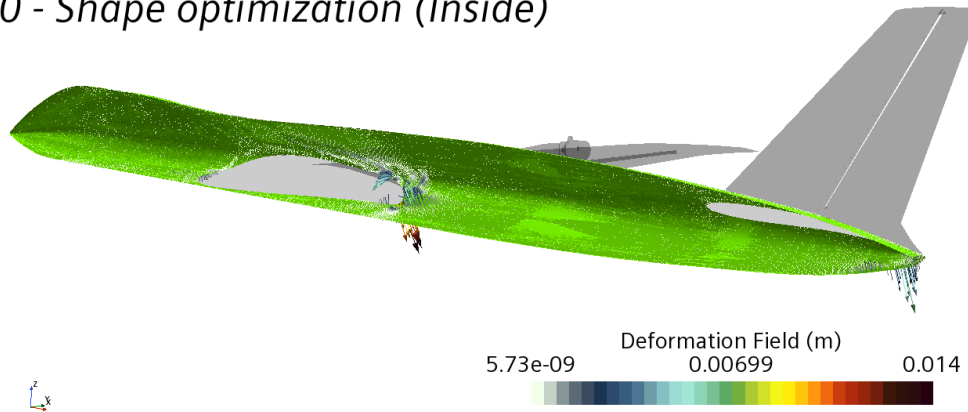 0 - Shape optimization (Inside)
Deformation Field (m)
5.73e-09 0.00699 0.014
z